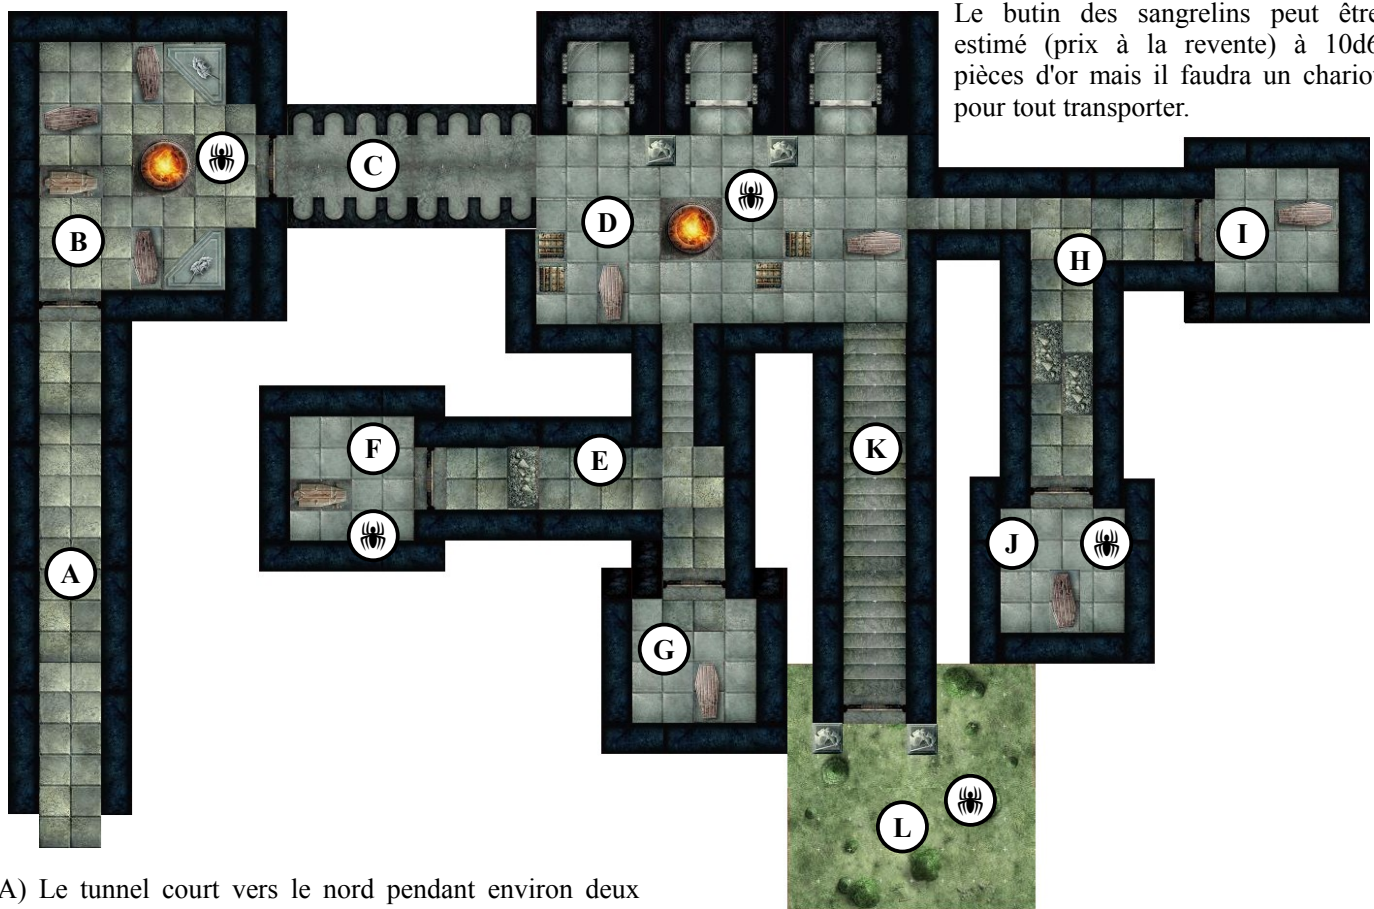 Le butin des sangrelins peut être
estimé (prix à la revente) à 10d6
pièces d'or mais il faudra un chariot
pour tout transporter.
C
I
D
B
H
F
E
K
A
J
G
L
A) Le tunnel court vers le nord pendant environ deux